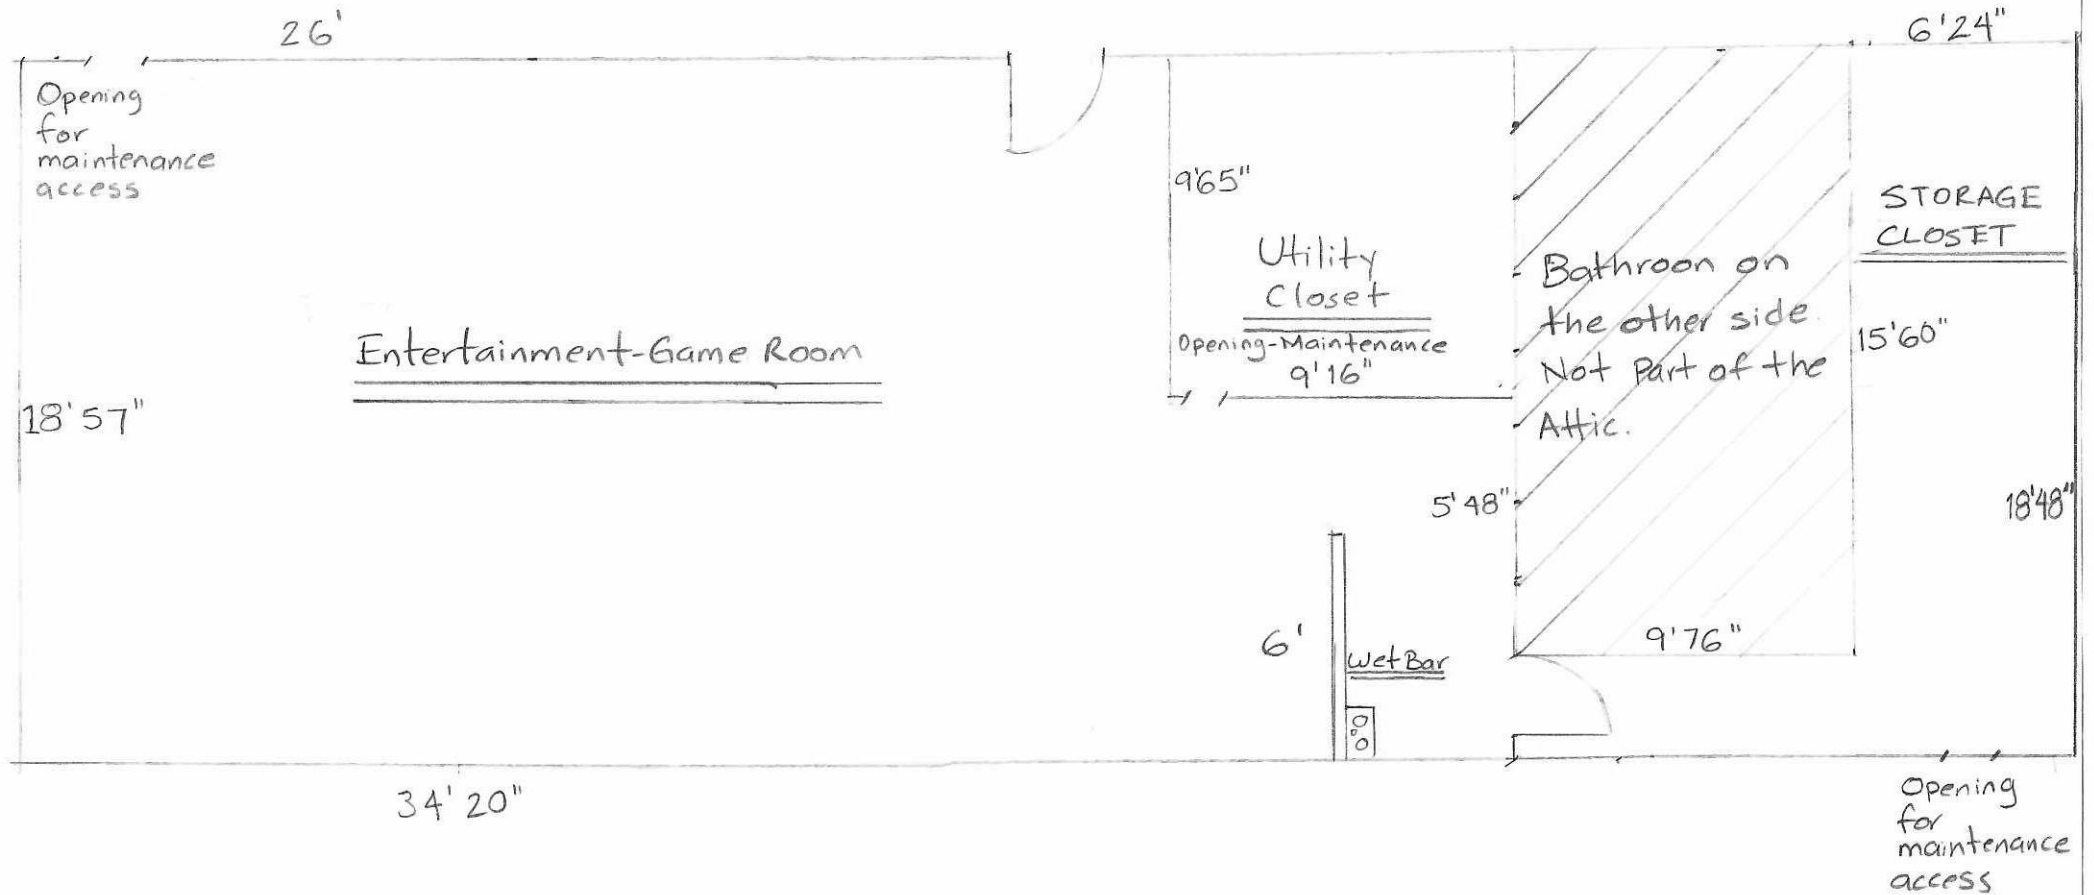 26'
6'24"
Opening
for
maintenance
access
9'65"
STORAGE
CLOSET
Utility
Closet
Bathroon on
the other side.
Not Part of the
Attic.
Opening-Maintenance
9'16"
15'60"
Entertainment-Game Room
18'57"
5'48"
18'48"
6'
Wet Bar
9'76"
34'20"
Opening
for
maintenance
access